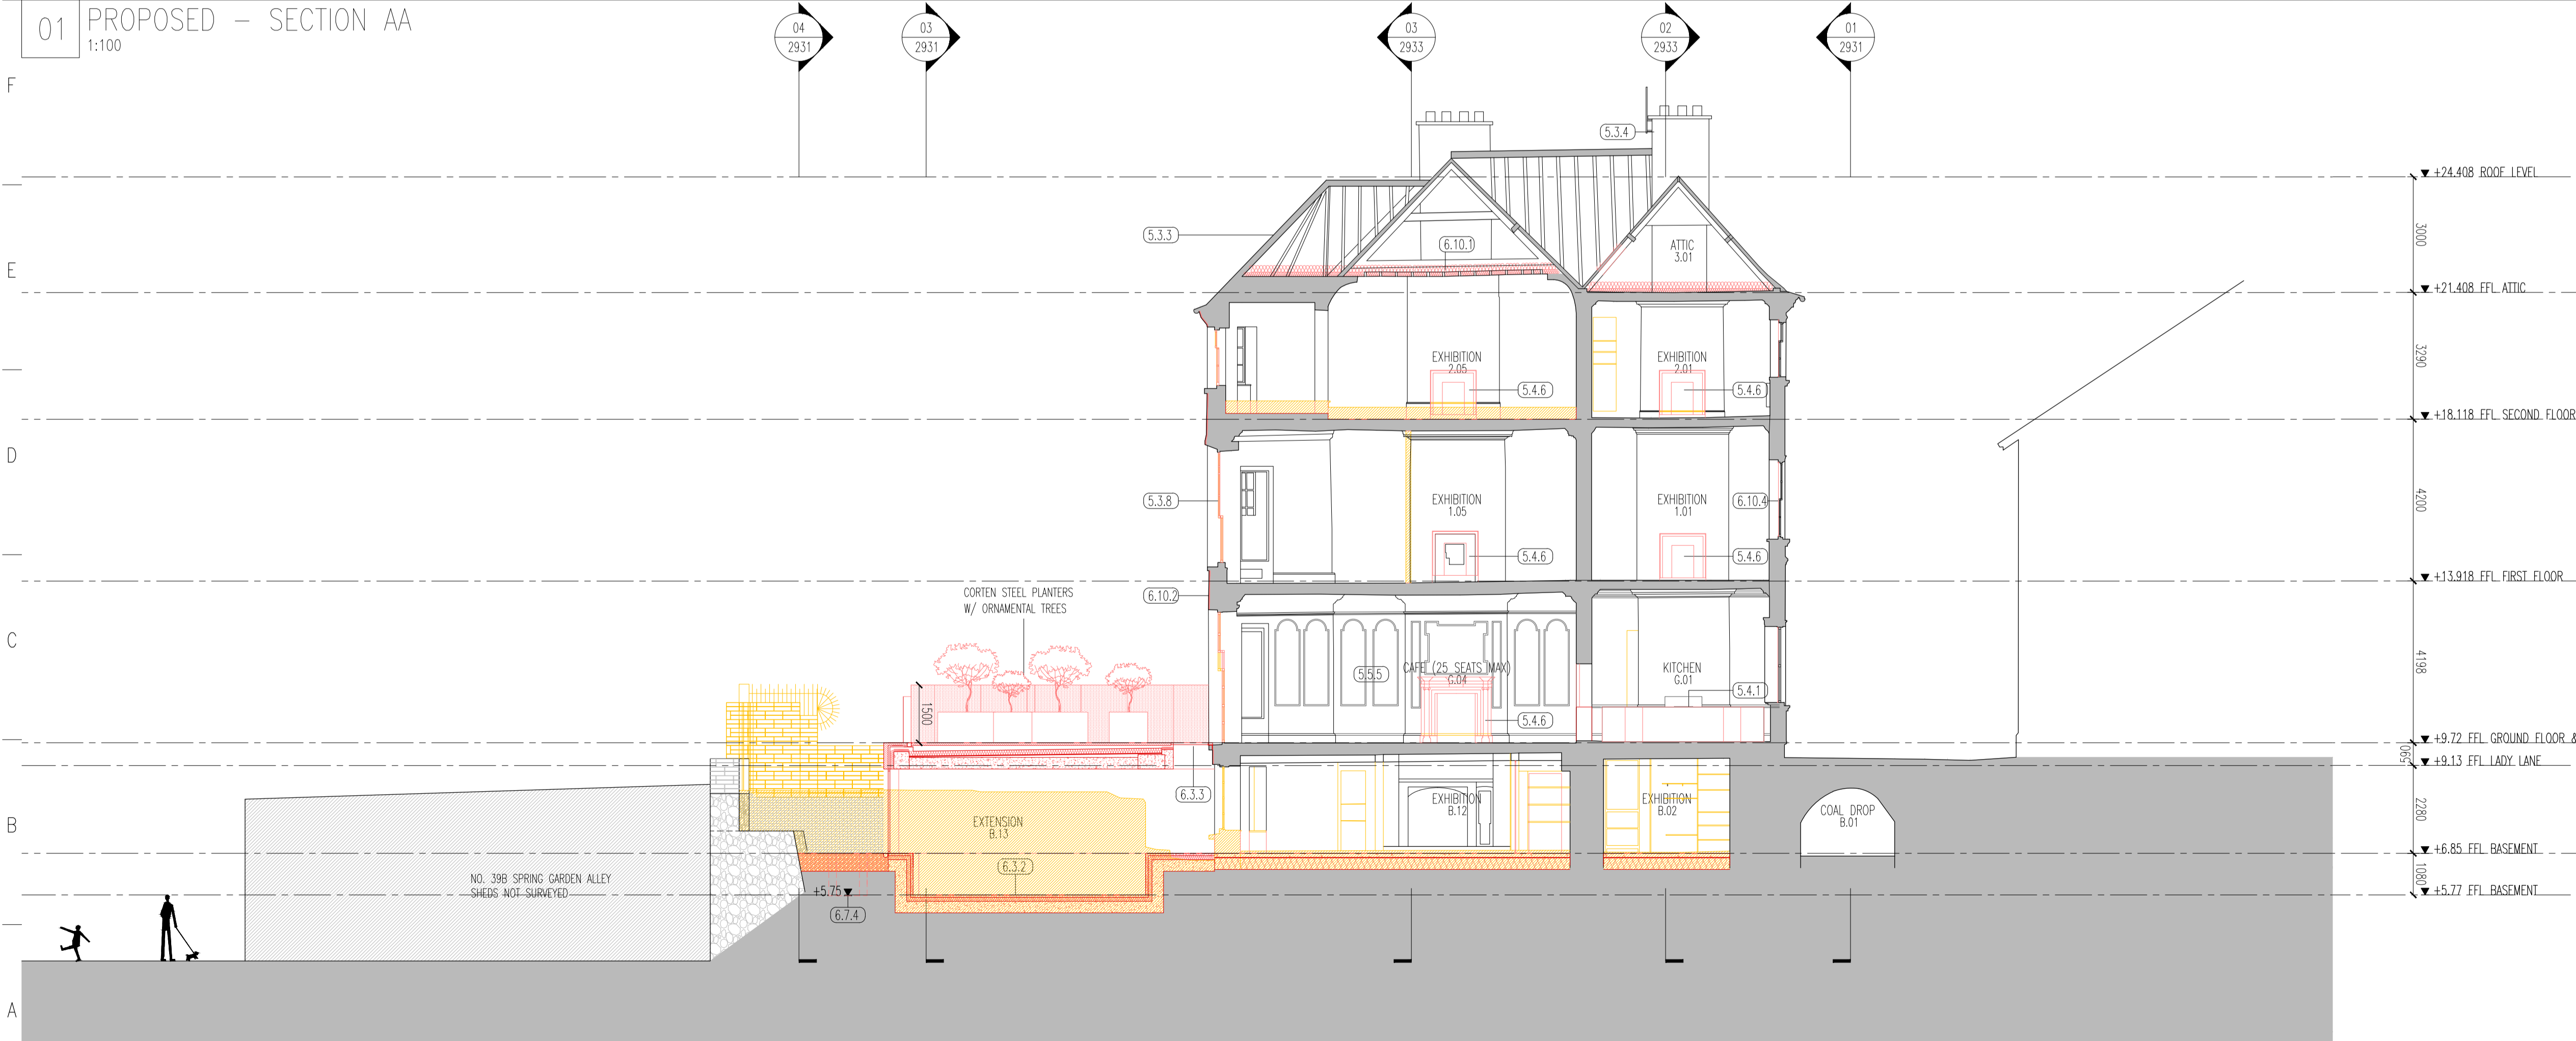 01 PROPOSED – SECTION AA
1:100
04
2931
03
2931
03
2933
02
2933
01
2931
F
E
D
C
B
A
5.3.4
+24.408 ROOF LEVEL
5.3.3
6.10.1
ATTIC
3.01
3000
+21.408 FFL ATTIC
EXHIBITION
2.05
EXHIBITION
2.01
5.4.6
5.4.6
3290
+18.118 FFL SECOND FLOOR
5.3.8
EXHIBITION
1.05
EXHIBITION
1.01
6.10.4
4200
5.4.6
5.4.6
+13.918 FFL FIRST FLOOR
CORTEN STEEL PLANTERS
W/ ORNAMENTAL TREES
6.10.2
5.5.5
CAFE (25 SEATS MAX)
G.04
KITCHEN
G.01
5.4.1
5.4.6
4198
1500
+9.72 FFL GROUND FLOOR &
0590
+9.13 FFL LADY LANE
6.3.3
EXTENSION
B.13
EXHIBITION
B.12
EXHIBITION
B.02
COAL DROP
B.01
2280
+6.85 FFL BASEMENT
6.3.2
1080
+5.77 FFL BASEMENT
NO. 39B SPRING GARDEN ALLEY
SHEDS NOT SURVEYED
+5.75
6.7.4